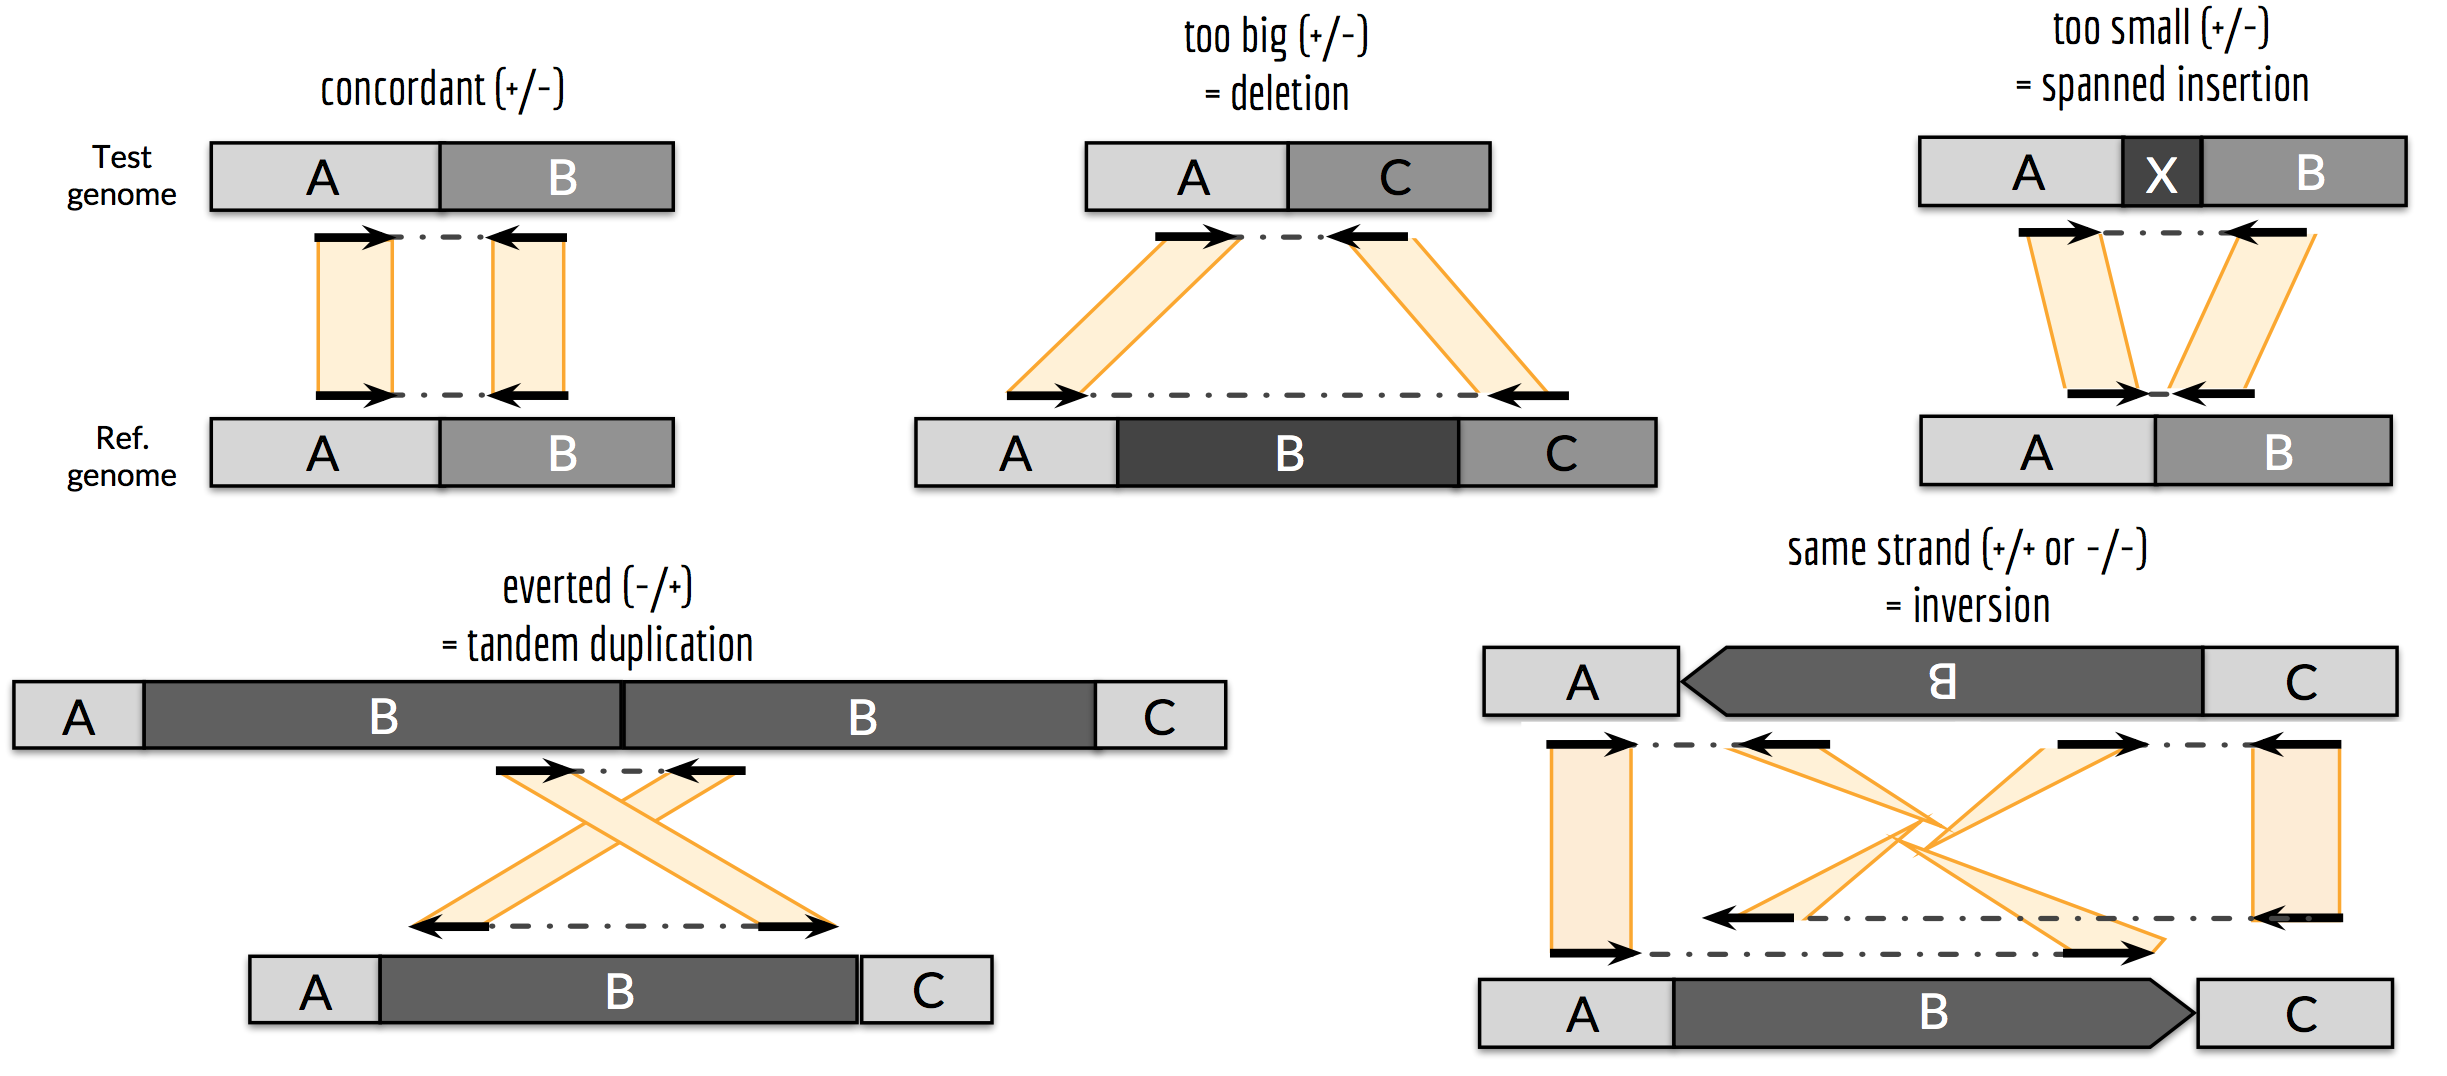 concordant (+/-)
Test
genome
A B
Ref.
genome
A B
too big (+/-)
= deletion
A C
A B C
too small (+/-)
= spanned insertion
A X B
A B
everted (-/+)
= tandem duplication
A B B C
A B C
same strand (+/+ or -/-)
= inversion
A B C
A B C